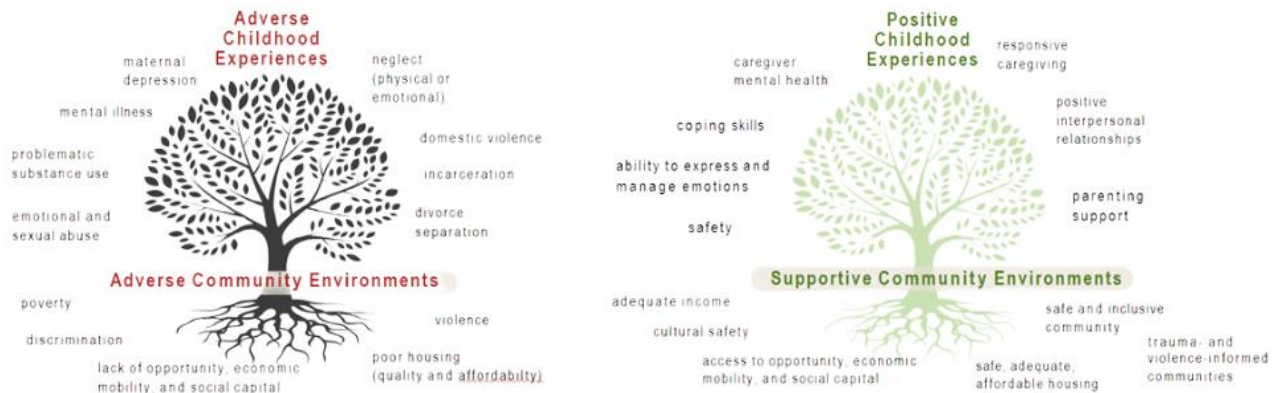 Adverse
Childhood
Experiences
maternal
depression
neglect
(physical or
emotional)
mental illness
domestic violence
problematic
substance use
incarceration
emotional and
sexual abuse
divorce
separation
Adverse Community Environments
poverty
violence
discrimination
poor housing
(quality and affordabilty)
lack of opportunity, economic
mobility, and social capital
Positive
Childhood
Experiences
responsive
caregiving
caregiver
mental health
positive
interpersonal
relationships
coping skills
ability to express and
manage emotions
parenting
support
safety
Supportive Community Environments
adequate income
safe and inclusive
community
cultural safety
trauma- and
violence-informed
communities
access to opportunity, economic
mobility, and social capital
safe, adequate,
affordable housing